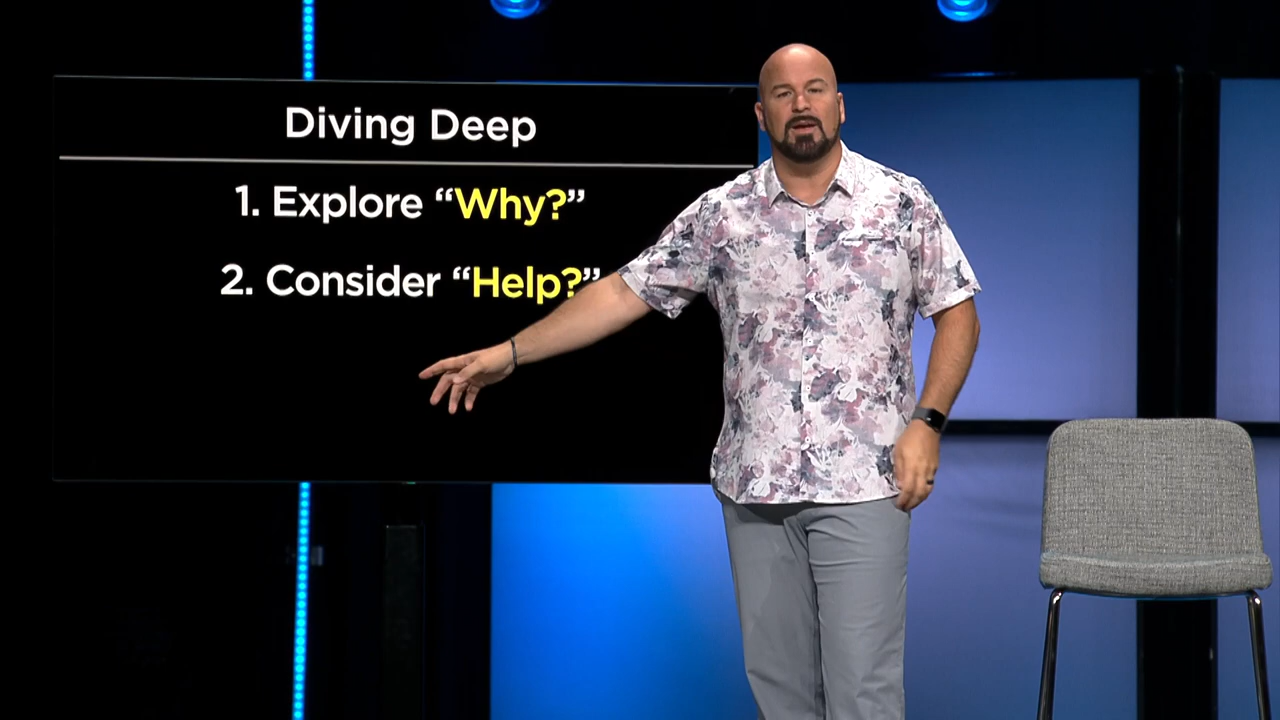 Diving Deep
1. Explore “Why?”
2. Consider “Help?”